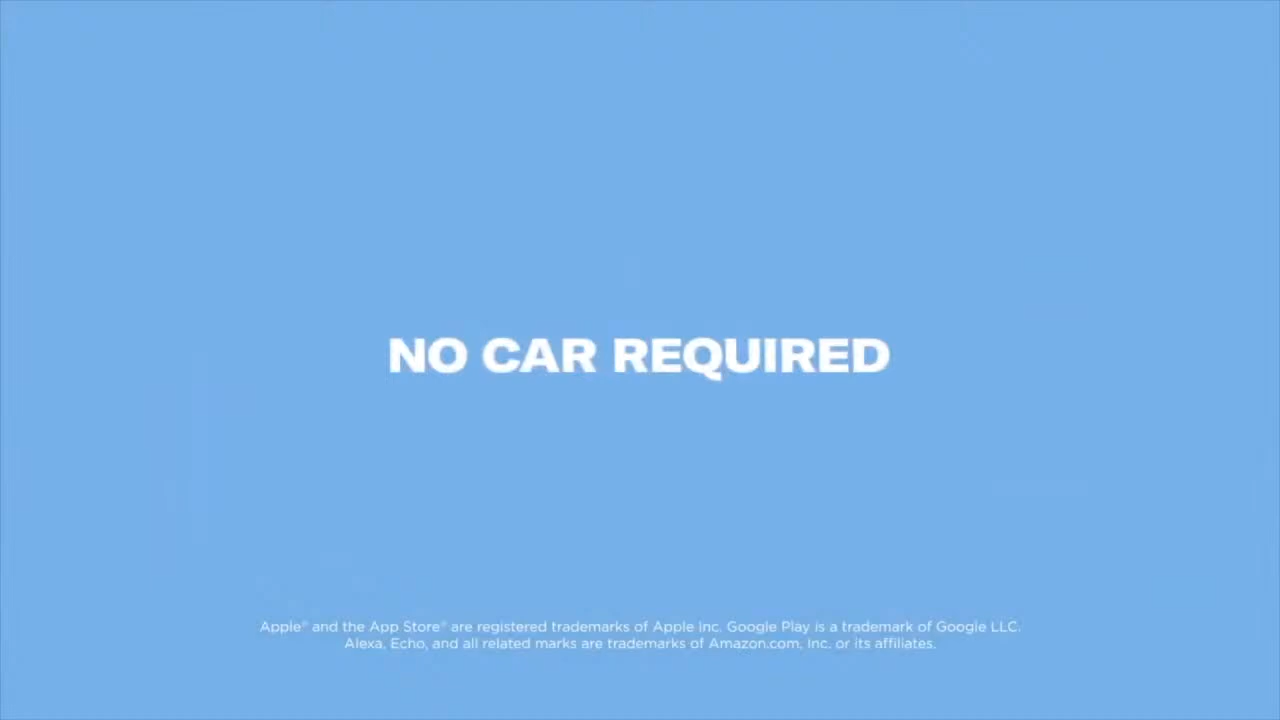 NO CAR REQUIRED
Apple® and the App Store® are registered trademarks of Apple Inc. Google Play is a trademark of Google LLC.
Alexa, Echo, and all related marks are trademarks of Amazon.com, Inc. or its affiliates.